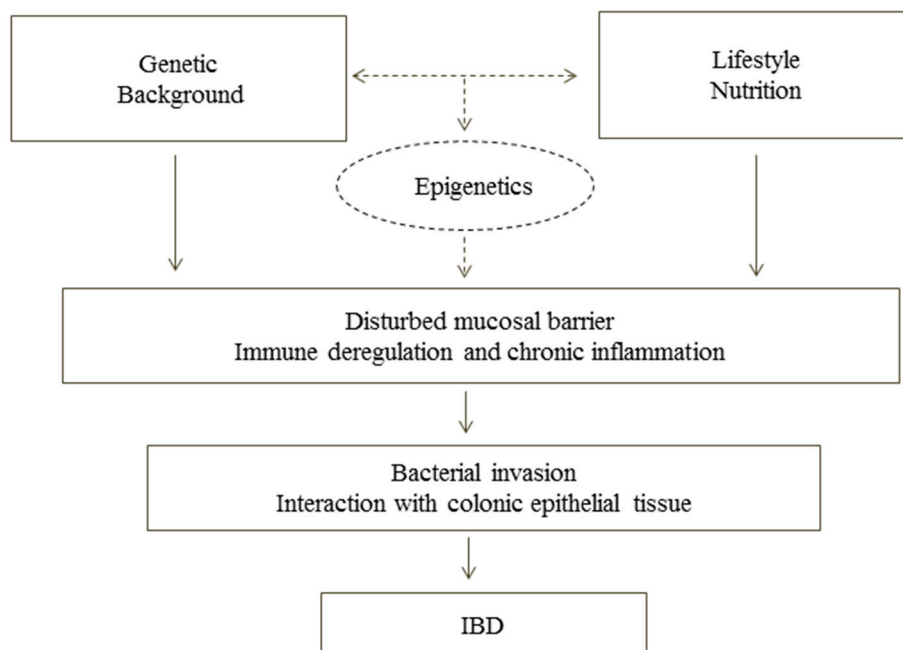 Genetic
Background
Lifestyle
Nutrition
Epigenetics
Disturbed mucosal barrier
Immune deregulation and chronic inflammation
Bacterial invasion
Interaction with colonic epithelial tissue
IBD